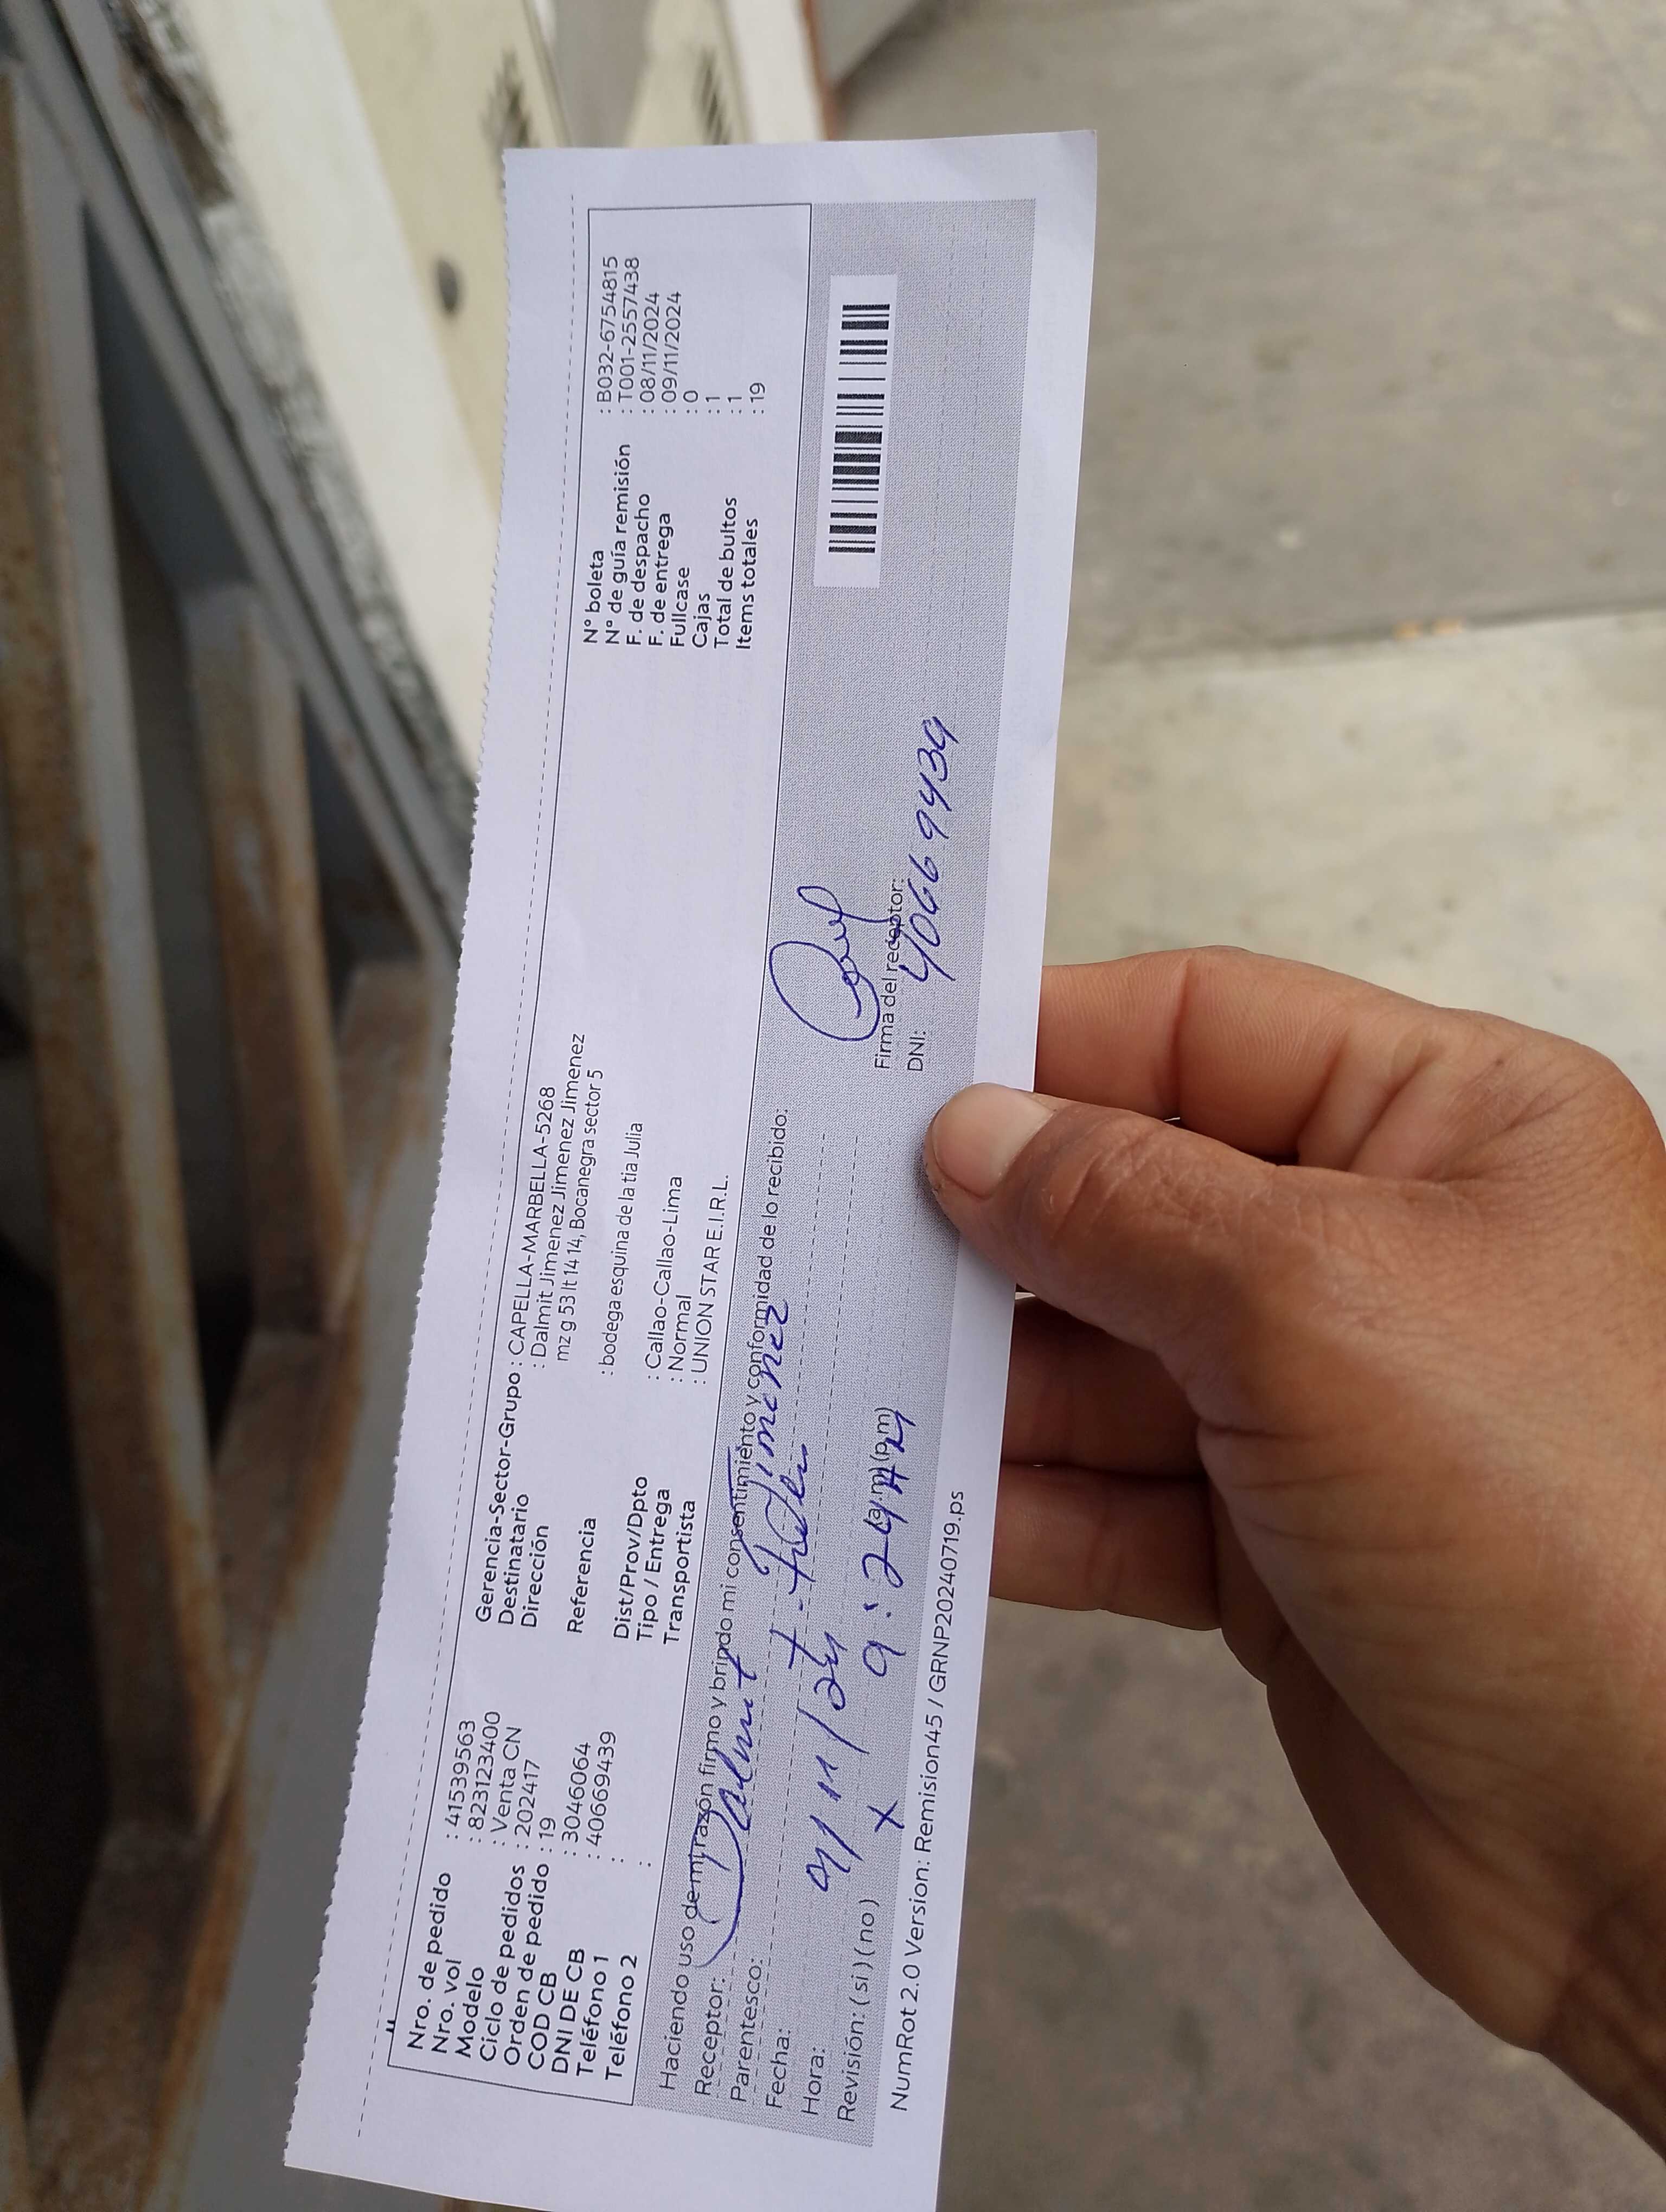 Nro. de pedido : 41539563
Nro. vol : 823123400
Modelo : Venta CN
Ciclo de pedidos : 202417
Orden de pedido : 19
COD CB : 3046064
DNI DE CB : 40669439
Teléfono 1 :
Teléfono 2 :
Gerencia-Sector-Grupo : CAPELLA-MARBELLA-5268
Destinatario : Dalmit Jimenez Jimenez Jimenez Jimenez
Dirección mz g 53 lt 14 14, Bocanegra sector 5
Referencia : bodega esquina de la tia Julia
Dist/Prov/Dpto : Callao-Callao-Lima
Tipo / Entrega : Normal
Transportista : UNION STAR E.I.R.L.
N° boleta : B032-6754815
N° de guía remisión : T001-2557438
F. de despacho : 08/11/2024
F. de entrega : 09/11/2024
Fullcase : 0
Cajas : 1
Total de bultos : 1
Items totales : 19
Haciendo uso de mi razón firmo y brindo mi consentimiento y conformidad de lo recibido:
Receptor: Dalmit Jimenez
Parentesco:
Fecha: 9/11/24
Hora: 9:24 (a.m) (p.m)
Revisión: (si) (no) x
Firma del receptor:
DNI: 40669439
NumRot 2.0 Version: Remision45 / GRNP20240719.ps